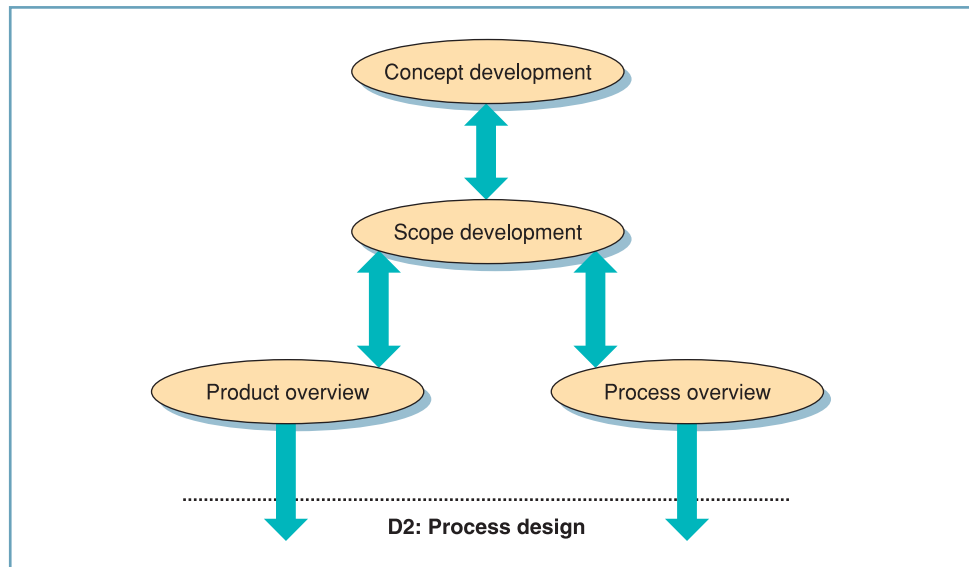 Concept development
Scope development
Product overview
Process overview
D2: Process design